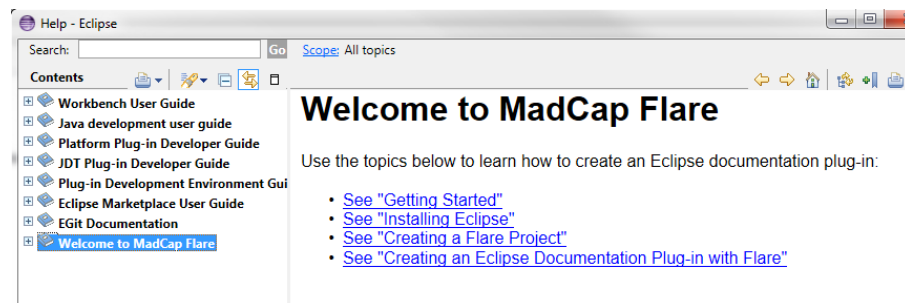 Help - Eclipse
Search:
Go
Scope: All topics
Contents
Workbench User Guide
Java development user guide
Platform Plug-in Developer Guide
JDT Plug-in Developer Guide
Plug-in Development Environment Gui
Eclipse Marketplace User Guide
EGit Documentation
Welcome to MadCap Flare
Welcome to MadCap Flare
Use the topics below to learn how to create an Eclipse documentation plug-in:
• See "Getting Started"
• See "Installing Eclipse"
• See "Creating a Flare Project"
• See "Creating an Eclipse Documentation Plug-in with Flare"